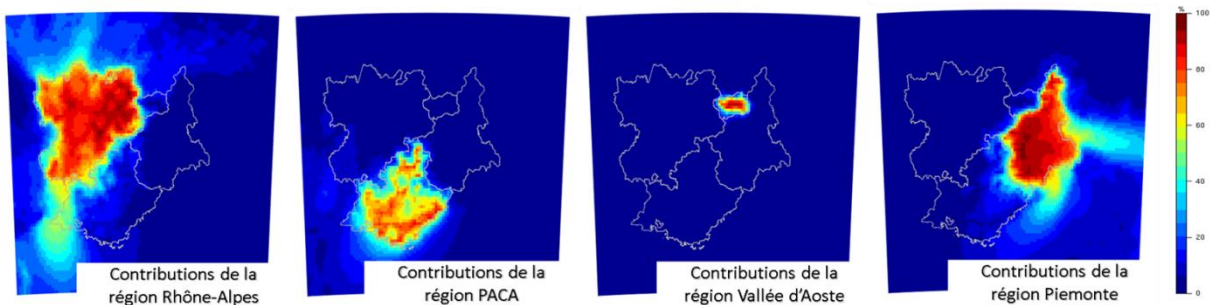 Contributions de la
région Rhône-Alpes
Contributions de la
région PACA
Contributions de la
région Vallée d'Aoste
Contributions de la
région Piemonte
%
100
80
60
40
20
0